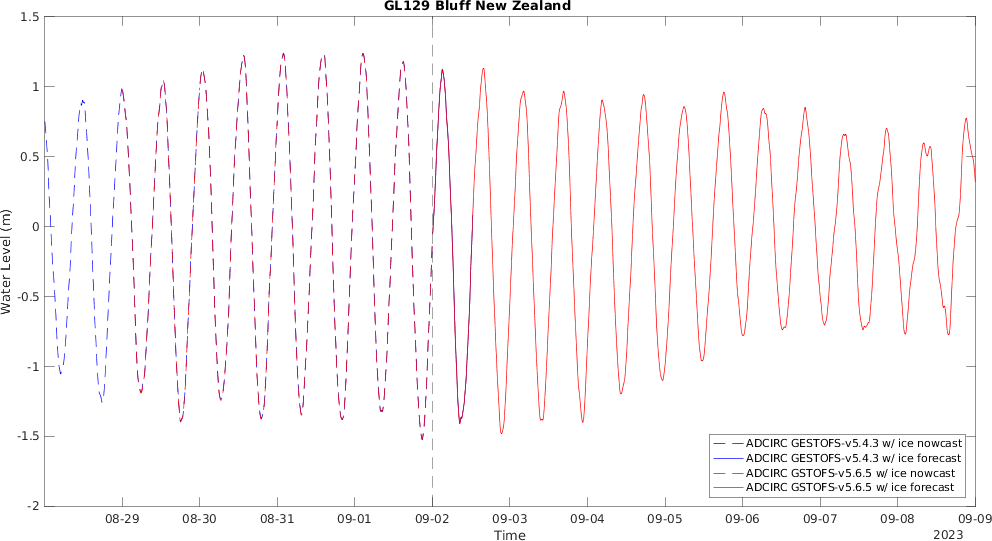 GL129 Bluff New Zealand
1.5
1
0.5
0
-0.5
-1
-1.5
-2
Water Level (m)
ADCIRC GESTOFS-v5.4.3 w/ ice nowcast
ADCIRC GESTOFS-v5.4.3 w/ ice forecast
ADCIRC GSTOFS-v5.6.5 w/ ice nowcast
ADCIRC GSTOFS-v5.6.5 w/ ice forecast
08-29 08-30 08-31 09-01 09-02 09-03 09-04 09-05 09-06 09-07 09-08 09-09
Time
2023